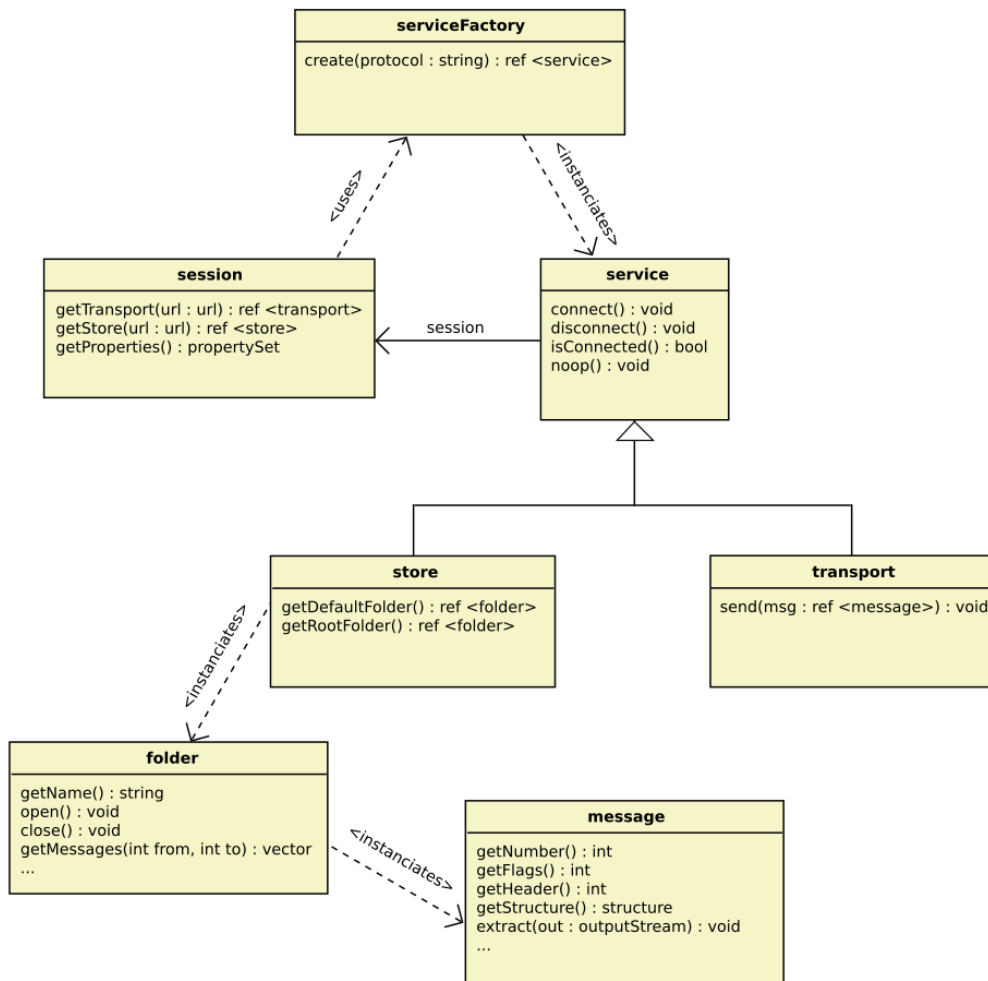 serviceFactory
create(protocol : string) : ref <service>
<uses>
<instanciates>
session
getTransport(url : url) : ref <transport>
getStore(url : url) : ref <store>
getProperties() : propertySet
session
service
connect() : void
disconnect() : void
isConnected() : bool
noop() : void
store
getDefaultFolder() : ref <folder>
getRootFolder() : ref <folder>
transport
send(msg : ref <message>) : void
<instanciates>
folder
getName() : string
open() : void
close() : void
getMessages(int from, int to) : vector
...
<instanciates>
message
getNumber() : int
getFlags() : int
getHeader() : int
getStructure() : structure
extract(out : outputStream) : void
...